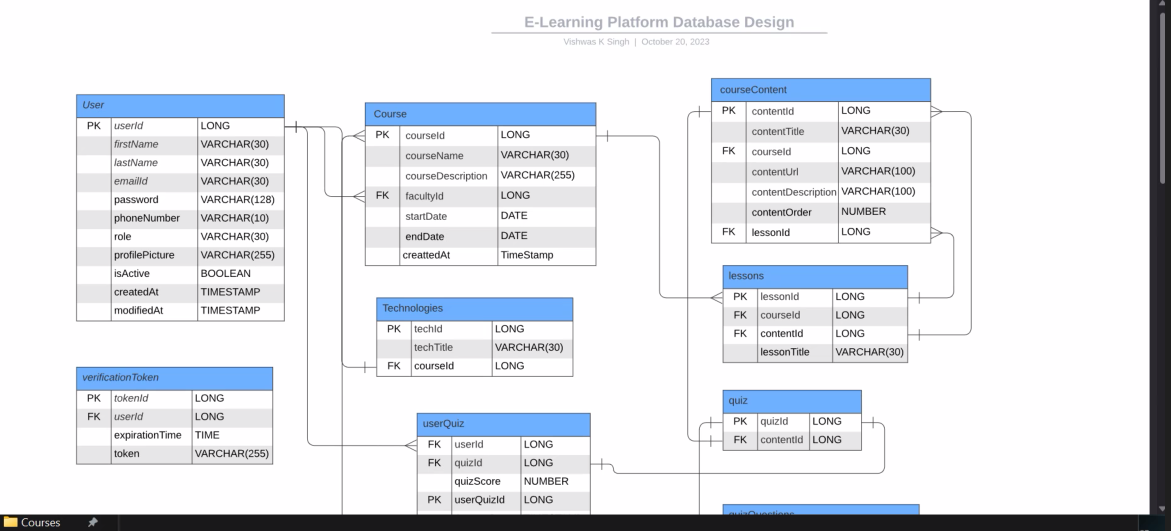 E-Learning Platform Database Design
Vishwas K Singh | October 20, 2023
User
PK userId LONG
firstName VARCHAR(30)
lastName VARCHAR(30)
emailId VARCHAR(30)
password VARCHAR(128)
phoneNumber VARCHAR(10)
role VARCHAR(30)
profilePicture VARCHAR(255)
isActive BOOLEAN
createdAt TIMESTAMP
modifiedAt TIMESTAMP
verificationToken
PK tokenId LONG
FK userId LONG
expirationTime TIME
token VARCHAR(255)
Course
PK courseId LONG
courseName VARCHAR(30)
courseDescription VARCHAR(255)
FK facultyId LONG
startDate DATE
endDate DATE
creattedAt TimeStamp
Technologies
PK techId LONG
techTitle VARCHAR(30)
FK courseId LONG
userQuiz
FK userId LONG
FK quizId LONG
quizScore NUMBER
PK userQuizId LONG
courseContent
PK contentId LONG
contentTitle VARCHAR(30)
FK courseId LONG
contentUrl VARCHAR(100)
contentDescription VARCHAR(100)
contentOrder NUMBER
FK lessonId LONG
lessons
PK lessonId LONG
FK courseId LONG
FK contentId LONG
lessonTitle VARCHAR(30)
quiz
PK quizId LONG
FK contentId LONG
quizQuestions
Courses